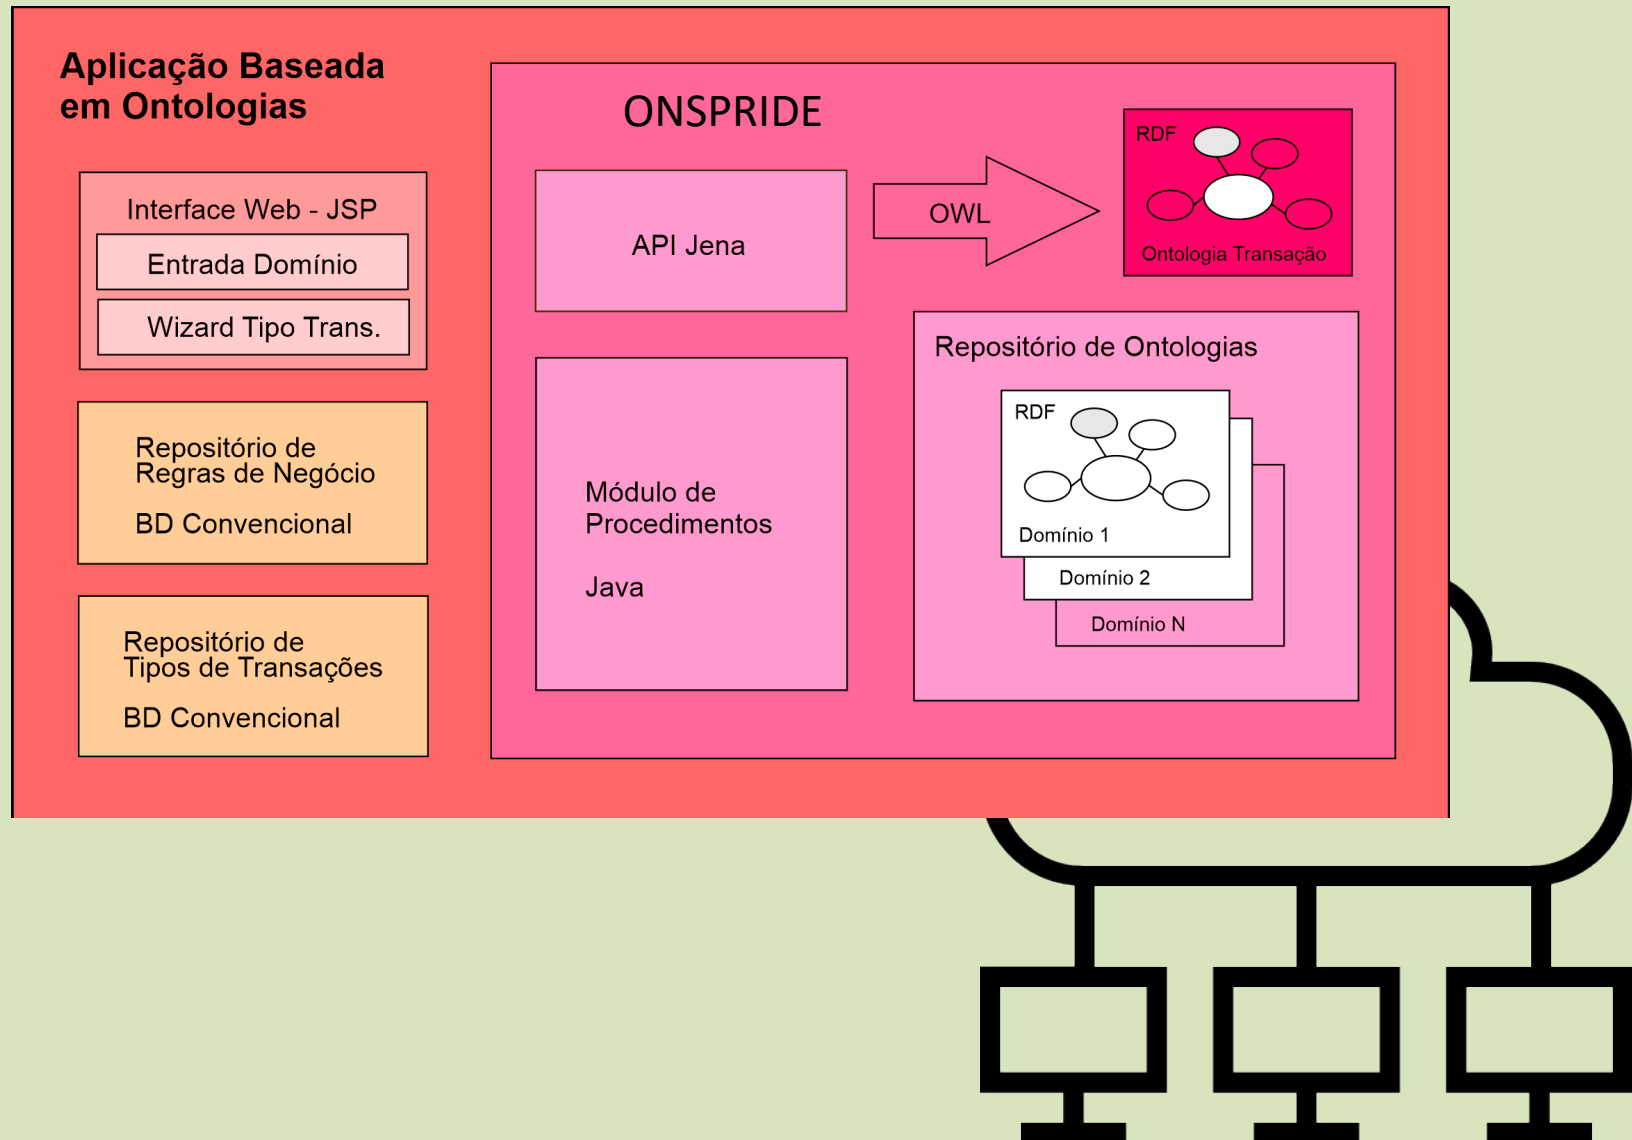 Aplicação Baseada
em Ontologias
Interface Web - JSP
Entrada Domínio
Wizard Tipo Trans.
Repositório de
Regras de Negócio
BD Convencional
Repositório de
Tipos de Transações
BD Convencional
ONSPRIDE
API Jena
OWL
RDF
Ontologia Transação
Módulo de
Procedimentos
Java
Repositório de Ontologias
RDF
Domínio 1
Domínio 2
Domínio N